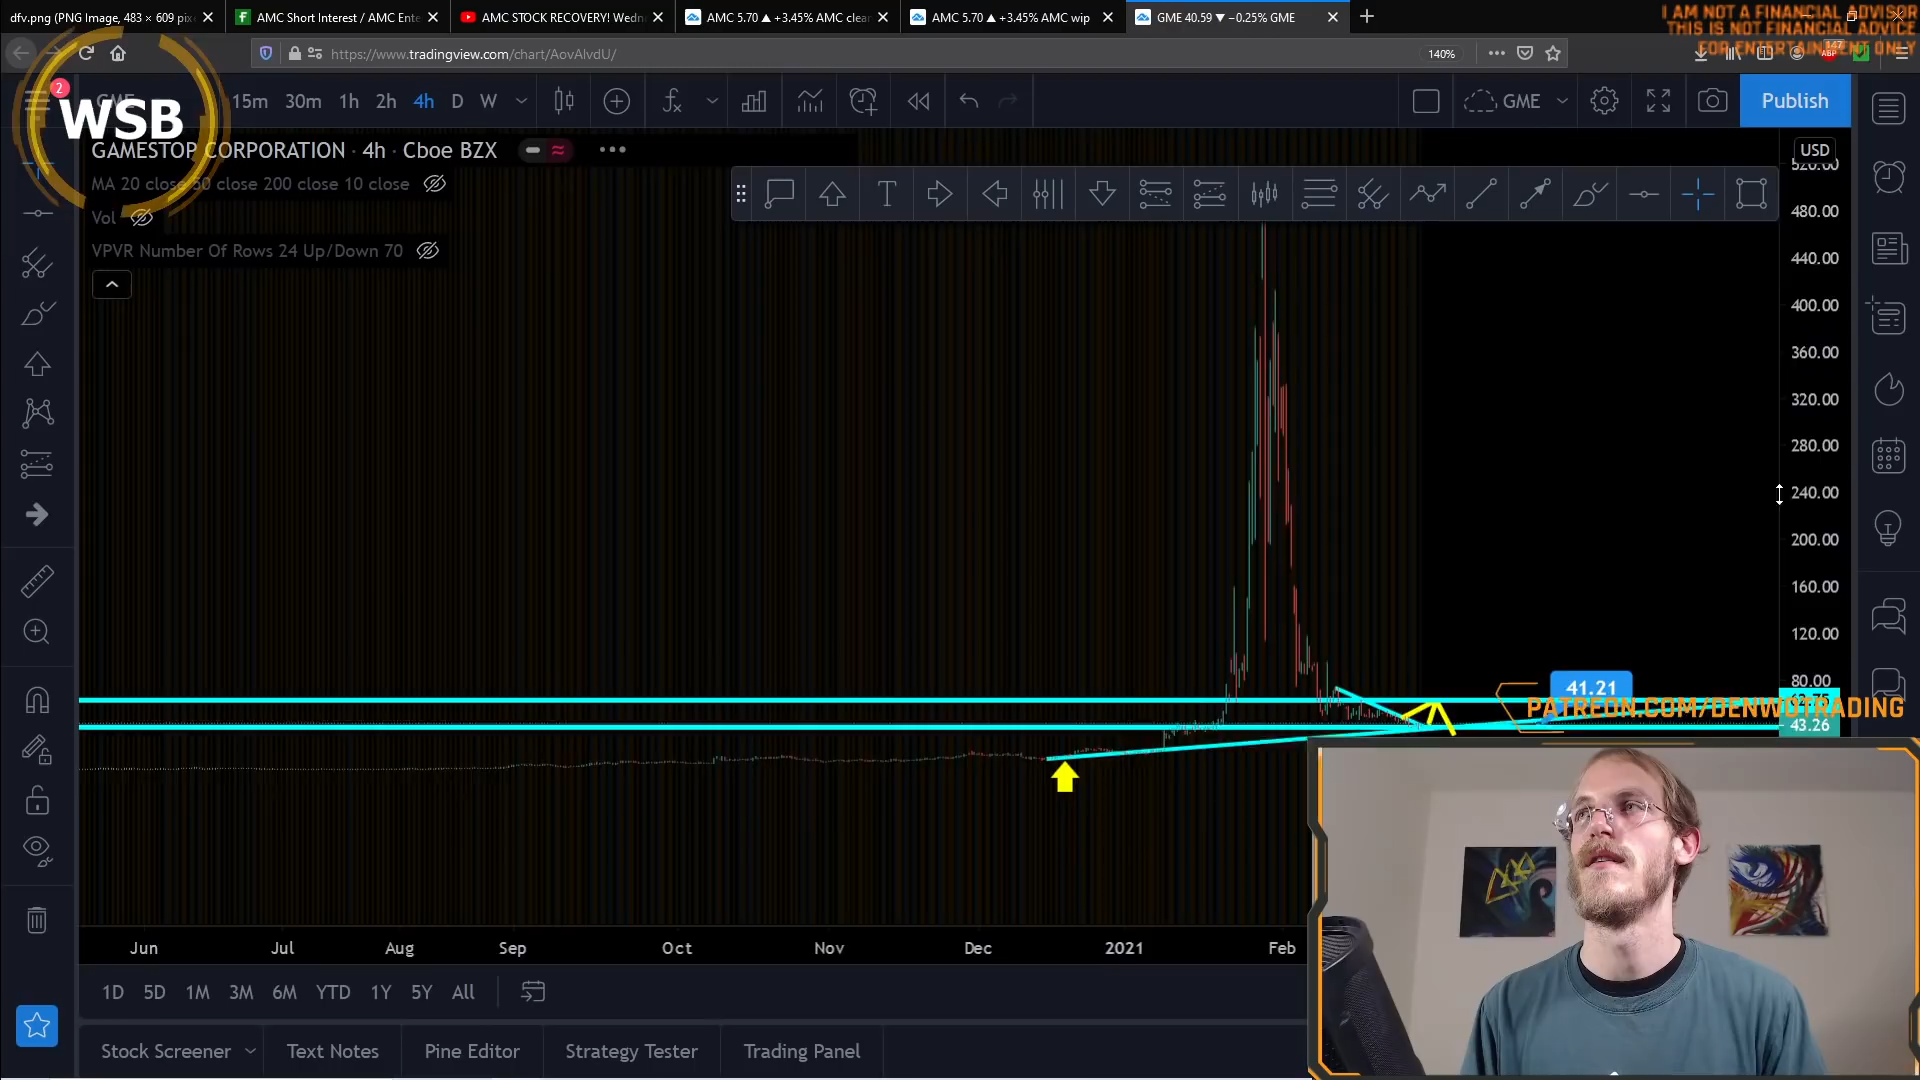 dfv.png (PNG Image, 483 × 609 pix
AMC Short Interest / AMC Ente
AMC STOCK RECOVERY! Wedn
AMC 5.70 ▲ +3.45% AMC clea
AMC 5.70 ▲ +3.45% AMC wip
GME 40.59 ▼ −0.25% GME
I AM NOT A FINANCIAL ADVISOR
THIS IS NOT FINANCIAL ADVICE
FOR ENTERTAINMENT ONLY
https://www.tradingview.com/chart/AovAlvdU/
140%
ABP
2
WSB
15m 30m 1h 2h 4h D W
GME
Publish
GAMESTOP CORPORATION · 4h · Cboe BZX
USD
MA 20 close 50 close 200 close 10 close
Vol
VPVR Number Of Rows 24 Up/Down 70
520.00
480.00
440.00
400.00
360.00
320.00
280.00
240.00
200.00
160.00
120.00
80.00
41.21
PATREON.COM/DENWOTRADING
43.26
Jun Jul Aug Sep Oct Nov Dec 2021 Feb
1D 5D 1M 3M 6M YTD 1Y 5Y All
Stock Screener Text Notes Pine Editor Strategy Tester Trading Panel